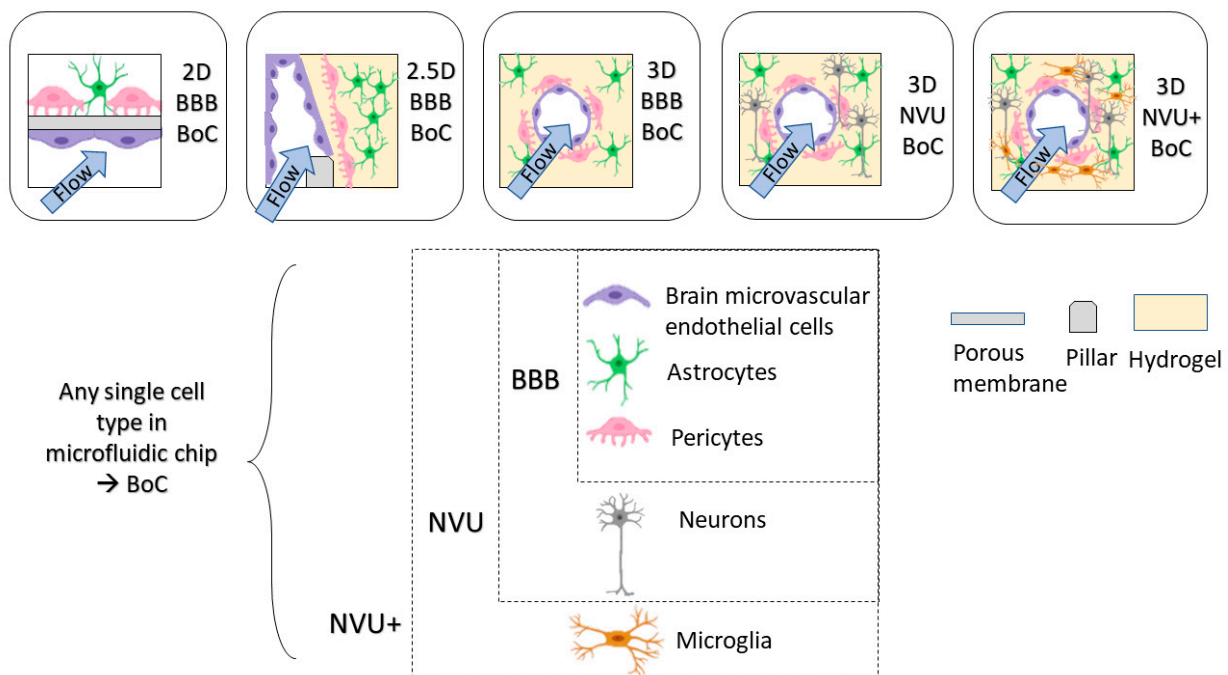 2D
BBB
BoC
Flow
2.5D
BBB
BoC
Flow
3D
BBB
BoC
Flow
3D
NVU
BoC
Flow
3D
NVU+
BoC
Flow
Any single cell
type in
microfluidic chip
→ BoC
NVU+
NVU
BBB
Brain microvascular
endothelial cells
Astrocytes
Pericytes
Neurons
Microglia
Porous
membrane
Pillar
Hydrogel